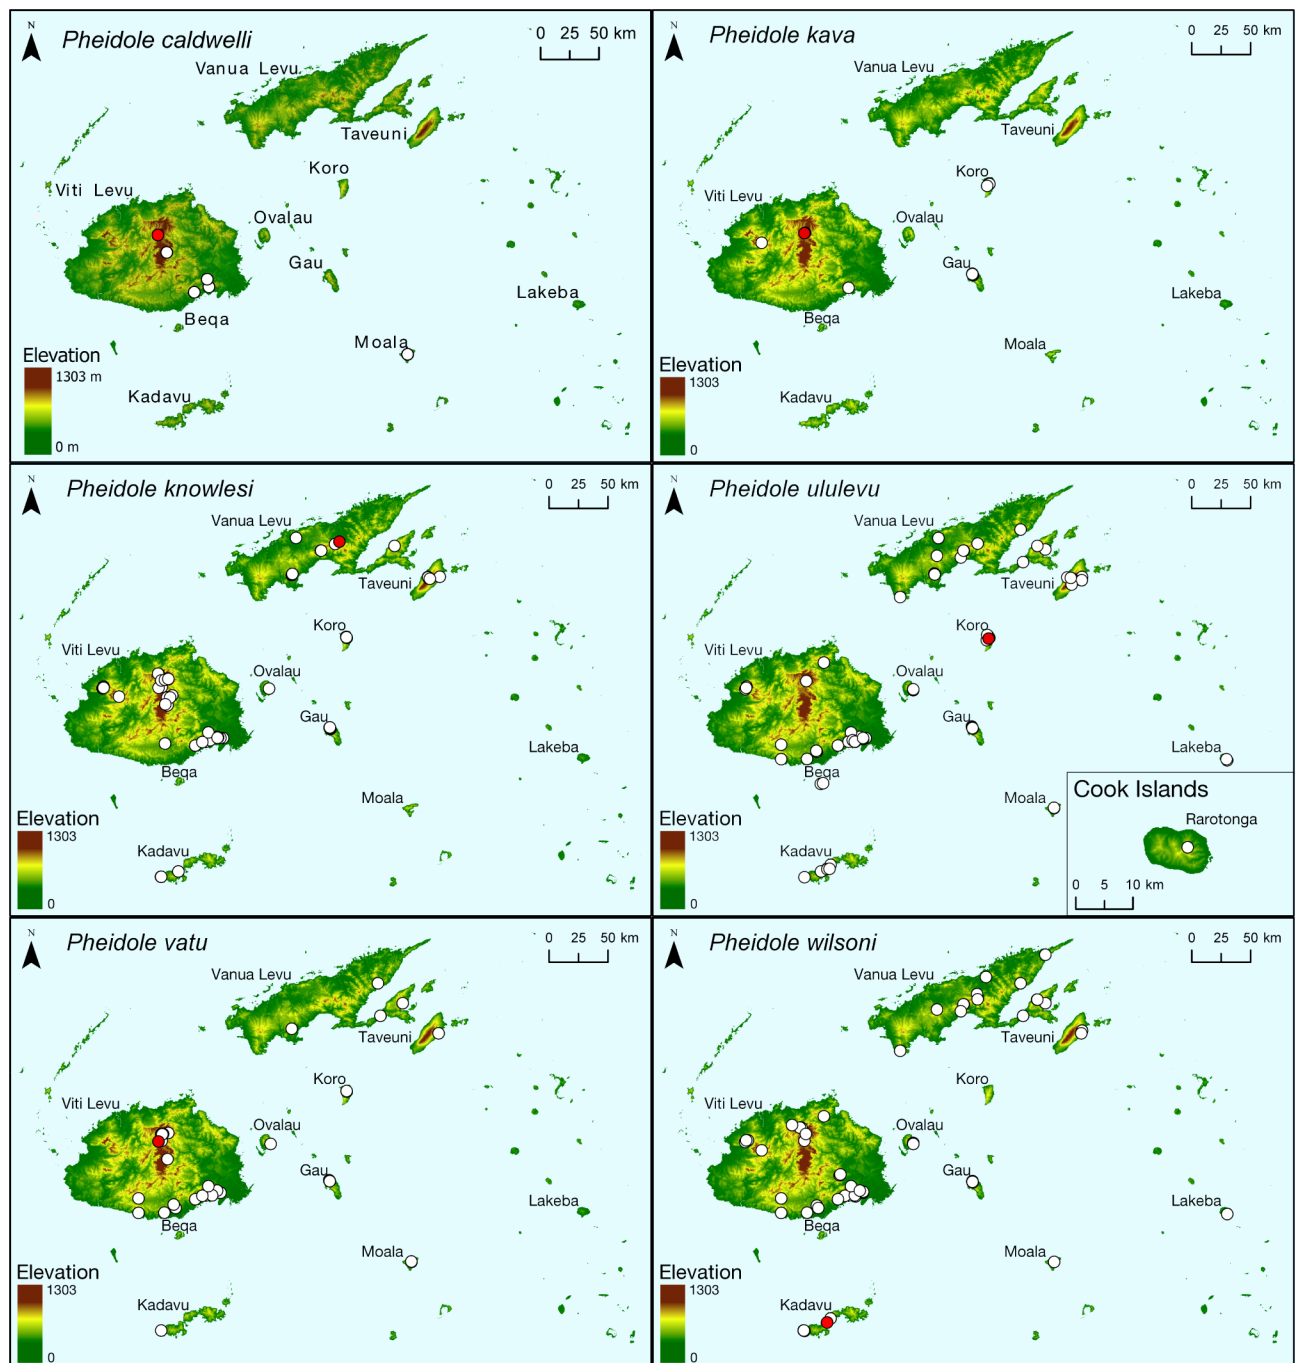 N
Pheidole caldwelli
0 25 50 km
Vanua Levu
Taveuni
Koro
Viti Levu
Ovalau
Gau
Lakeba
Beqa
Moala
Elevation
1303 m
Kadavu
0 m
N
Pheidole kava
0 25 50 km
Vanua Levu
Taveuni
Koro
Viti Levu
Ovalau
Gau
Lakeba
Beqa
Moala
Elevation
1303
Kadavu
0
N
Pheidole knowlesi
0 25 50 km
Vanua Levu
Taveuni
Koro
Viti Levu
Ovalau
Gau
Lakeba
Beqa
Moala
Elevation
1303
Kadavu
0
N
Pheidole ululevu
0 25 50 km
Vanua Levu
Taveuni
Koro
Viti Levu
Ovalau
Gau
Lakeba
Beqa
Moala
Elevation
1303
Kadavu
0
Cook Islands
Rarotonga
0 5 10 km
N
Pheidole vatu
0 25 50 km
Vanua Levu
Taveuni
Koro
Viti Levu
Ovalau
Gau
Lakeba
Beqa
Moala
Elevation
1303
Kadavu
0
N
Pheidole wilsoni
0 25 50 km
Vanua Levu
Taveuni
Koro
Viti Levu
Ovalau
Gau
Lakeba
Beqa
Moala
Elevation
1303
Kadavu
0